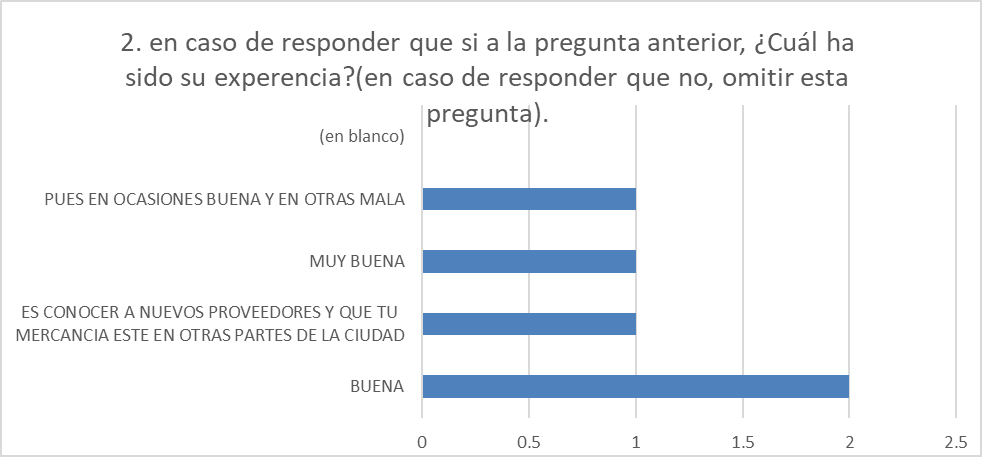 2. en caso de responder que si a la pregunta anterior, ¿Cuál ha
sido su experencia?(en caso de responder que no, omitir esta
pregunta).
(en blanco)
PUES EN OCASIONES BUENA Y EN OTRAS MALA
MUY BUENA
ES CONOCER A NUEVOS PROVEEDORES Y QUE TU
MERCANCIA ESTE EN OTRAS PARTES DE LA CIUDAD
BUENA
0 0.5 1 1.5 2 2.5